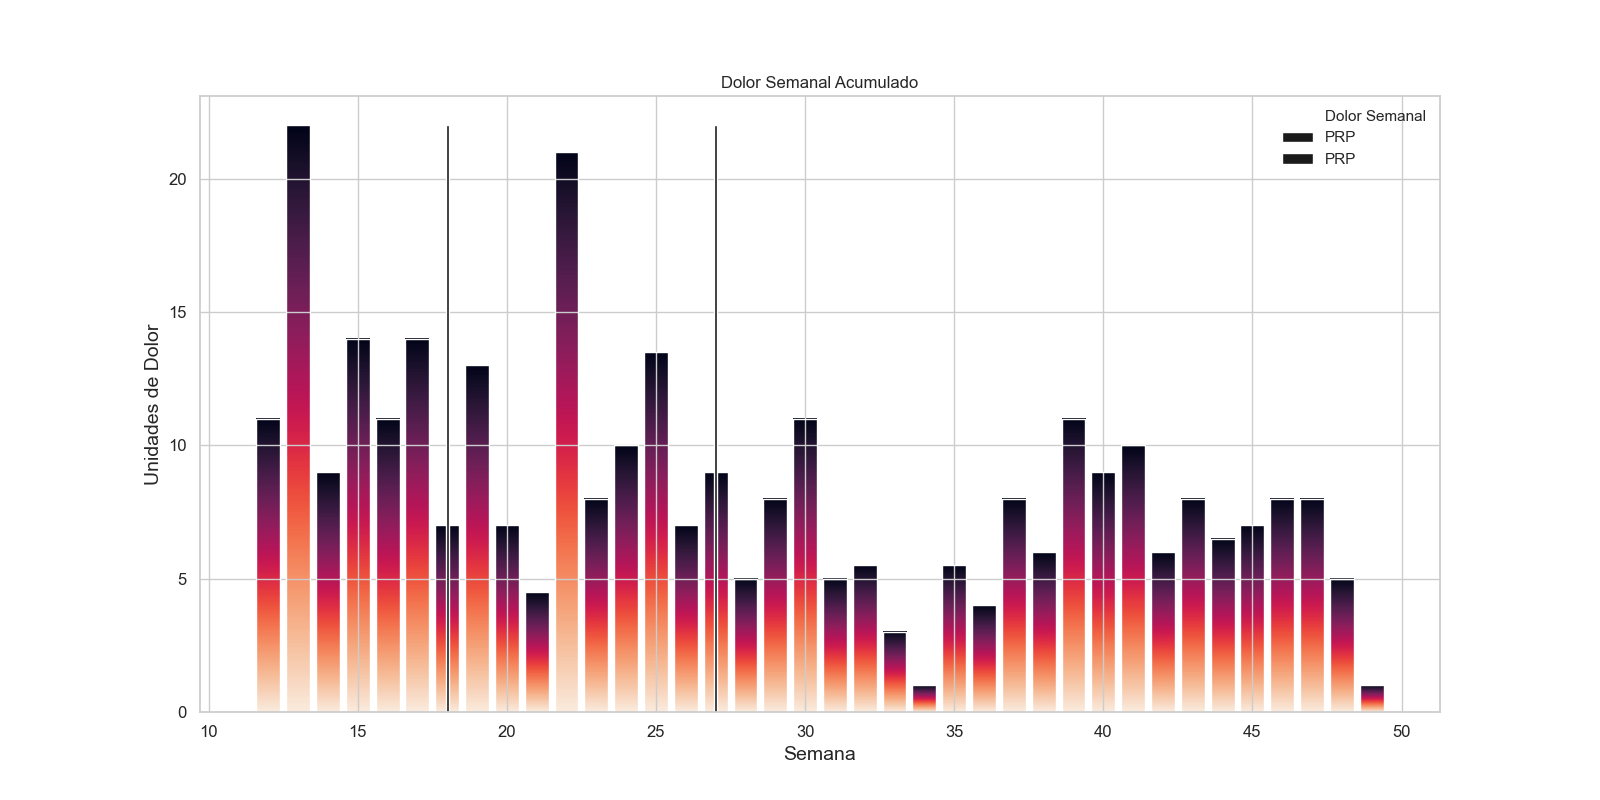 Dolor Semanal Acumulado
Dolor Semanal
PRP
PRP
Unidades de Dolor
20
15
10
5
0
10 15 20 25 30 35 40 45 50
Semana